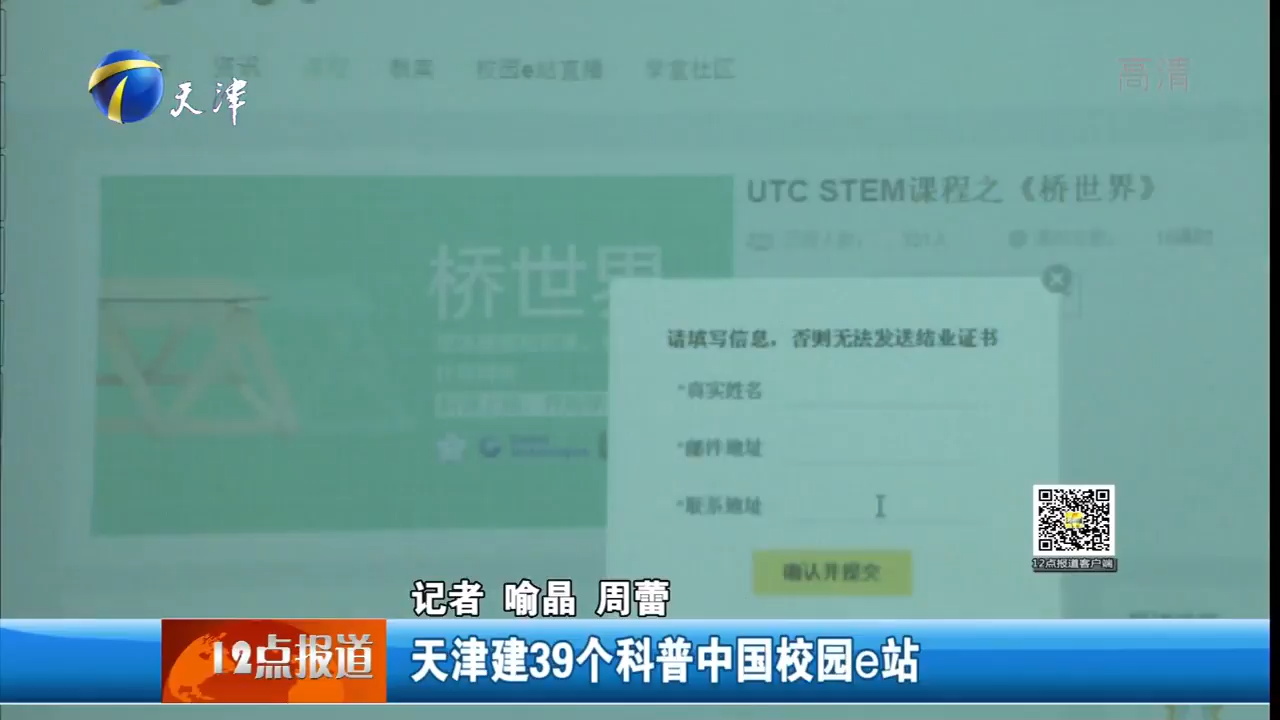 天津
高清
教案
校园e站直播
学堂社区
UTC STEM课程之《桥世界》
桥世界
请填写信息，否则无法发送结业证书
*真实姓名
*邮件地址
*联系地址
确认并提交
12点报道客户端
记者 喻晶 周蕾
12点报道
天津建39个科普中国校园e站